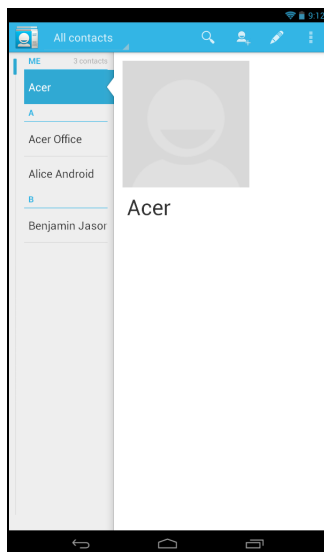 9:12
All contacts
ME 3 contacts
Acer
A
Acer Office
Alice Android
B
Benjamin Jasor
Acer